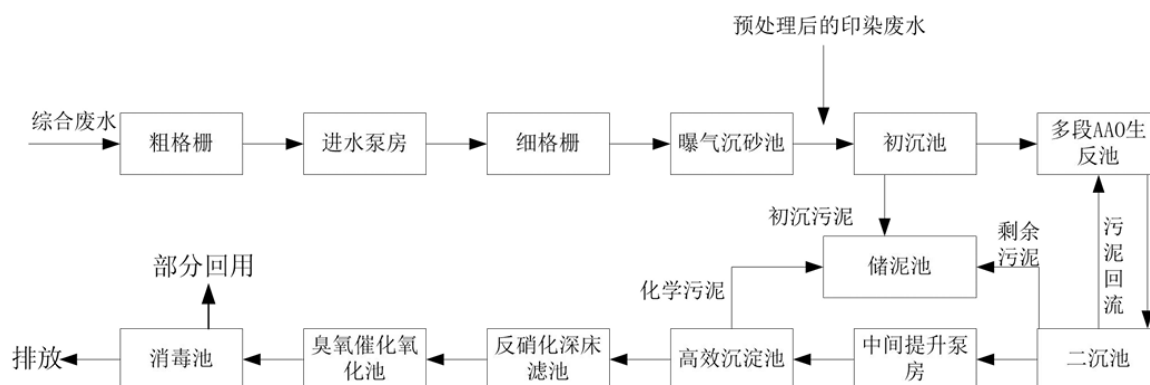 预处理后的印染废水
综合废水
粗格栅
进水泵房
细格栅
曝气沉砂池
初沉池
多段AAO生
反池
初沉污泥
剩余
污泥
污泥回流
部分回用
化学污泥
储泥池
排放
消毒池
臭氧催化氧
化池
反硝化深床
滤池
高效沉淀池
中间提升泵
房
二沉池